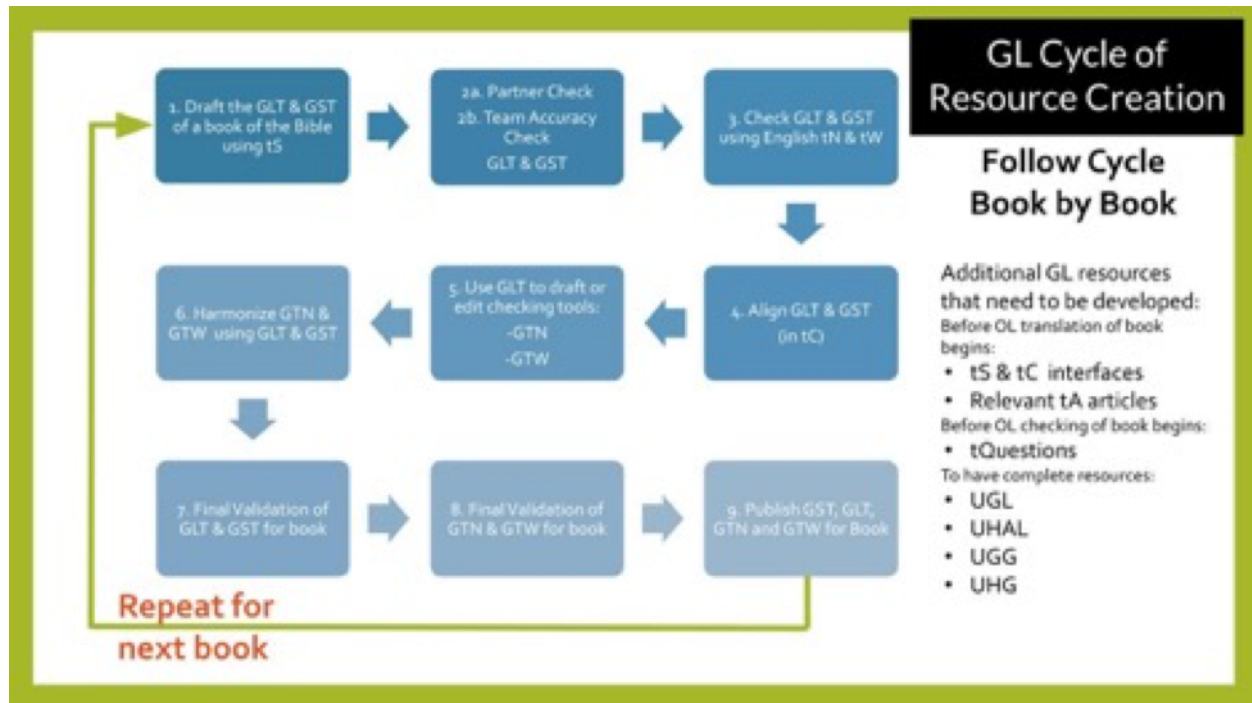 GL Cycle of
Resource Creation
Follow Cycle
Book by Book
1. Draft the GLT & GST
of a book of the Bible
using tS
2a. Partner Check
2b. Team Accuracy
Check
GLT & GST
3. Check GLT & GST
using English tN & tW
4. Align GLT & GST
(in tC)
5. Use GLT to draft or
edit checking tools:
-GTN
-GTW
6. Harmonize GTN &
GTW using GLT & GST
7. Final Validation of
GLT & GST for book
8. Final Validation of
GTN & GTW for book
9. Publish GST, GLT,
GTN and GTW for Book
Repeat for
next book
Additional GL resources
that need to be developed:
Before OL translation of book
begins:
• tS & tC interfaces
• Relevant tA articles
Before OL checking of book begins:
• tQuestions
To have complete resources:
• UGL
• UHAL
• UGG
• UHG